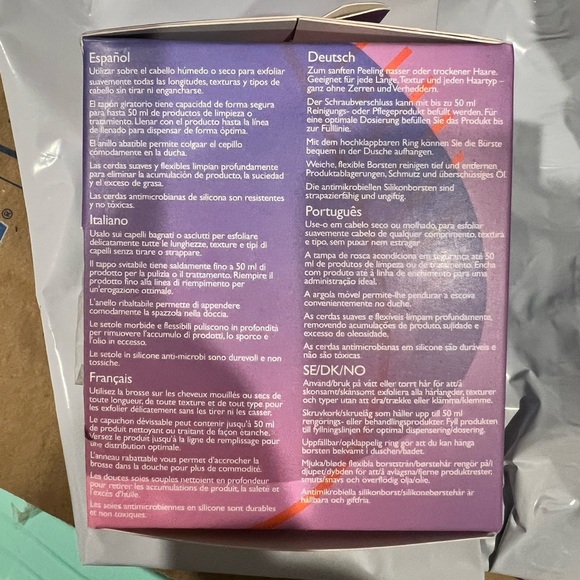 Español
Utilizar sobre el cabello húmedo o seco para exfoliar
suavemente todas las longitudes, texturas y tipos de
cabello sin tirar ni engancharse.
El tapón giratorio tiene capacidad de forma segura
para hasta 50 ml de productos de limpieza o
tratamiento. Llenar con el producto hasta la línea
de llenado para dispensar de forma óptima.
El anillo abatible permite colgar el cepillo
cómodamente en la ducha.
Las cerdas suaves y flexibles limpian profundamente
para eliminar la acumulación de producto, la suciedad
y el exceso de grasa.
Las cerdas antimicrobianas de silicona son resistentes
y no tóxicas.
Italiano
Usalo sui capelli bagnati o asciutti per esfoliare
delicatamente tutte le lunghezze, texture e tipi di
capelli senza tirare o strappare.
Il tappo svitabile tiene saldamente fino a 50 ml di
prodotto per la pulizia o il trattamento. Riempire il
prodotto fino alla linea di riempimento per
un'erogazione ottimale.
L'anello ribaltabile permette di appendere
comodamente la spazzola nella doccia.
Le setole morbide e flessibili puliscono in profondità
per rimuovere l'accumulo di prodotti, lo sporco e
l'olio in eccesso.
Le setole in silicone anti-microbi sono durevoli e non
tossiche.
Français
Utilisez la brosse sur les cheveux mouillés ou secs de
toute longueur, de toute texture et de tout type pour
les exfolier délicatement sans les tirer ni les casser.
Le capuchon dévissable peut contenir jusqu'à 50 ml
de produit nettoyant ou traitant de façon étanche.
Versez le produit jusqu'à la ligne de remplissage pour
une distribution optimale.
L'anneau rabattable vous permet d'accrocher la
brosse dans la douche pour plus de commodité.
Les douces soies souples nettoient en profondeur
pour retirer les accumulations de produit, la saleté et
l'excès d'huile.
Les soies antimicrobiennes en silicone sont durables
et non toxiques.
Deutsch
Zum sanften Peeling nasser oder trockener Haare.
Geeignet für jede Länge, Textur und jeden Haartyp –
ganz ohne Zerren und Verheddern.
Der Schraubverschluss kann mit bis zu 50 ml
Reinigungs- oder Pflegeprodukt befüllt werden. Für
eine optimale Dosierung befüllen Sie das Produkt bis
zur Fülllinie.
Mit dem hochklappbaren Ring können Sie die Bürste
bequem in der Dusche aufhängen.
Weiche, flexible Borsten reinigen tief und entfernen
Produktablagerungen, Schmutz und überschüssiges Öl.
Die antimikrobiellen Silikonborsten sind
strapazierfähig und ungiftig.
Português
Use-o em cabelo seco ou molhado, para exfoliar
suavemente cabelo de qualquer comprimento, textura
e tipo, sem puxar nem estragar.
A tampa de rosca acondiciona em segurança até 50
ml de produtos de limpeza ou de tratamento. Encha
com produto até à linha de enchimento para uma
administração ideal.
A argola móvel permite-lhe pendurar a escova
convenientemente no duche.
As cerdas suaves e flexíveis limpam profundamente,
removendo acumulações de produto, sujidade e
excesso de oleosidade.
As cerdas antimicrobianas em silicone são duráveis e
não são tóxicas.
SE/DK/NO
Använd/bruk på vått eller torrt hår för att/å
skonsamt/skånsomt exfoliera alla hårlängder, texturer
och typer utan att dra/trække eller klämma/klemme.
Skruvkork/skruelåg som håller upp till 50 ml
rengörings- eller behandlingsprodukter. Fyll produkten
till fyllningslinjen för optimal dispensering/dosering.
Uppfällbar/opklappelig ring gör att du kan hänga
borsten bekvämt i duschen/badet.
Mjuka/bløde flexibla borststrån/børstehår rengör på/i
djupet/dybden för att/å avlägsna/fjerne produktrester,
smuts/snavs och överflödig olja/olie.
Antimikrobiella silikonborst/silikonebørstehår är
hållbara och giftfria.